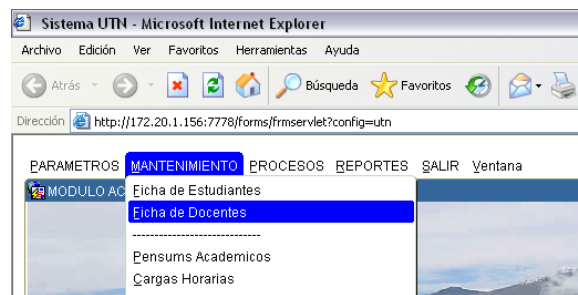 Sistema UTN - Microsoft Internet Explorer
Archivo Edición Ver Favoritos Herramientas Ayuda
Atrás Búsqueda Favoritos
Dirección http://172.20.1.156:7778/forms/frmservlet?config=utn
PARAMETROS MANTENIMIENTO PROCESOS REPORTES SALIR Ventana
MODULO AC
Ficha de Estudiantes
Ficha de Docentes
----------------------------
Pensums Academicos
Cargas Horarias